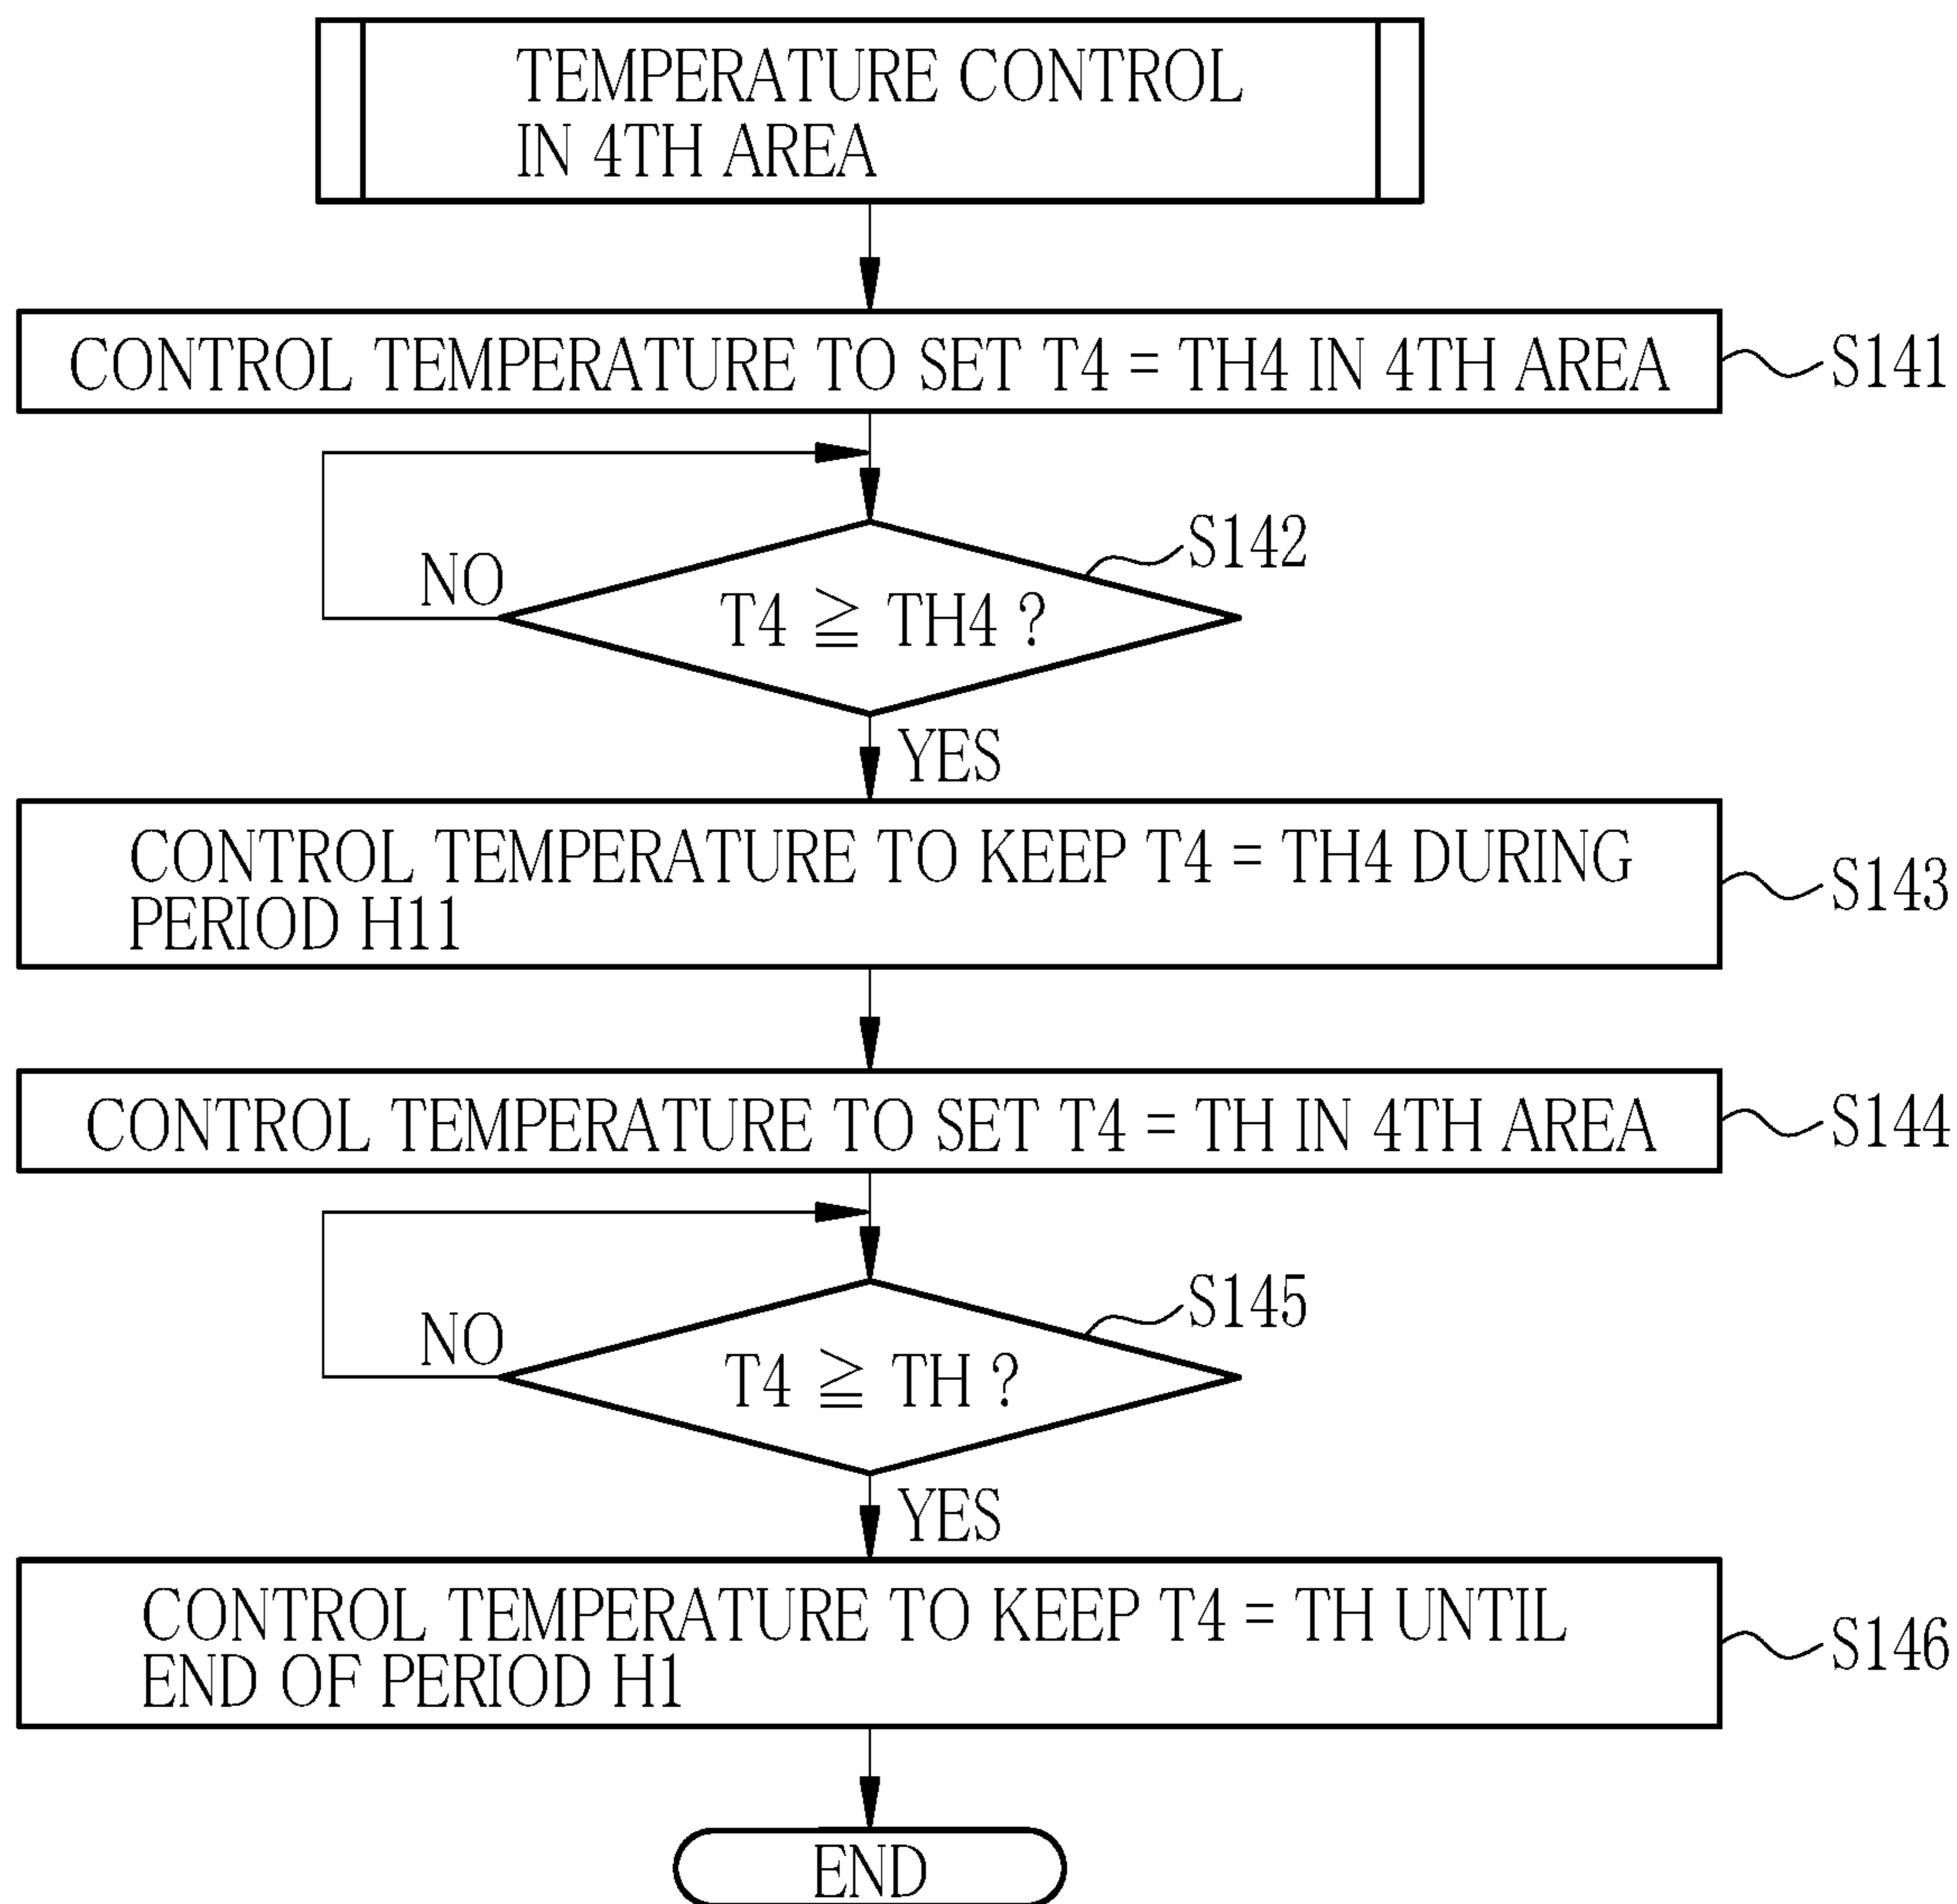 TEMPERATURE CONTROL
IN 4TH AREA
CONTROL TEMPERATURE TO SET T4 = TH4 IN 4TH AREA
S141
S142
NO
T4 ≧ TH4 ?
YES
CONTROL TEMPERATURE TO KEEP T4 = TH4 DURING
PERIOD H11
S143
CONTROL TEMPERATURE TO SET T4 = TH IN 4TH AREA
S144
S145
NO
T4 ≧ TH ?
YES
CONTROL TEMPERATURE TO KEEP T4 = TH UNTIL
END OF PERIOD H1
S146
END